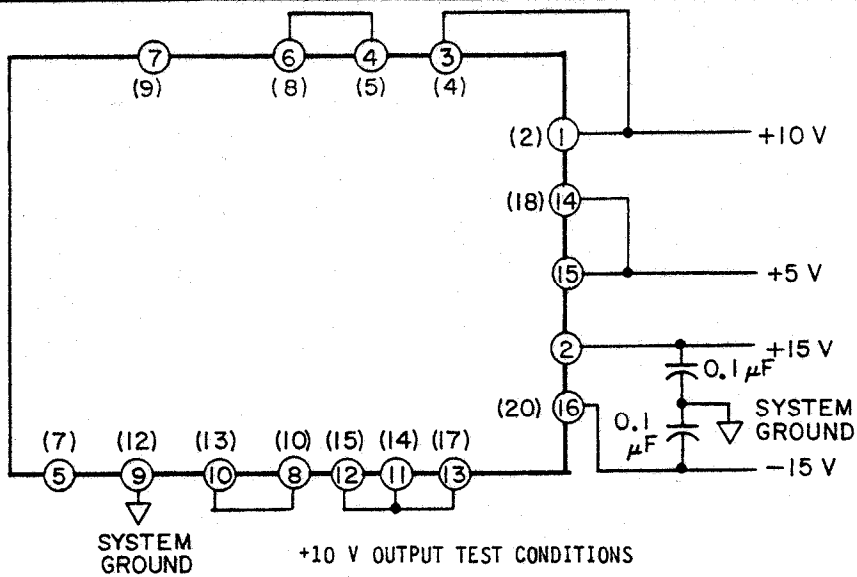 7 6 4 3
(9) (8) (5) (4)
(2) 1 +10 V
(18) 14
15 +5 V
2 +15 V
0.1 μF
(20) 16
0.1 μF
SYSTEM GROUND
-15 V
(7) (12) (13) (10) (15) (14) (17)
5 9 10 8 12 11 13
SYSTEM GROUND
+10 V OUTPUT TEST CONDITIONS